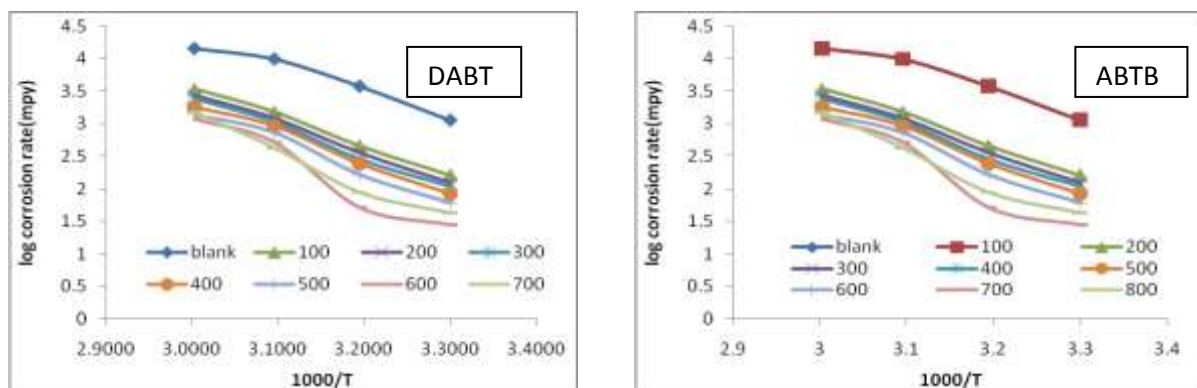 4.5
4
3.5
3
2.5
2
1.5
1
0.5
0
log corrosion rate(mpy)
DABT
blank 100 200 300
400 500 600 700
2.9000 3.0000 3.1000 3.2000 3.3000 3.4000
1000/T
4.5
4
3.5
3
2.5
2
1.5
1
0.5
0
log corrosion rate(mpy)
ABTB
blank 100 200
300 400 500
600 700 800
2.9 3 3.1 3.2 3.3 3.4
1000/T